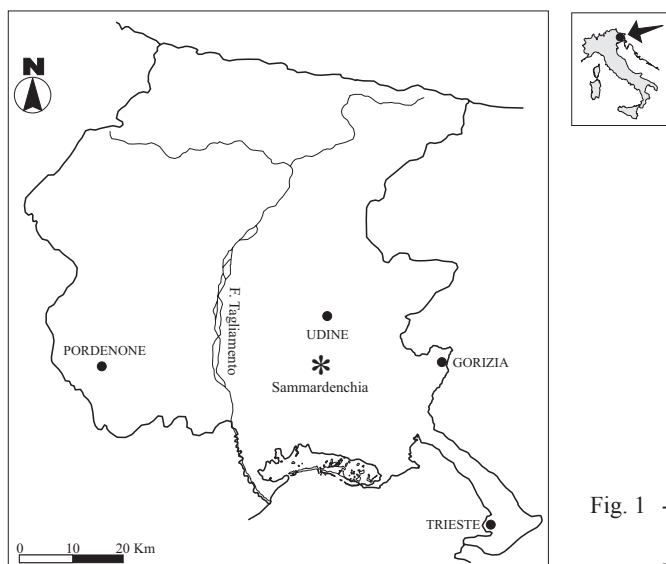 N
F. Tagliamento
UDINE
PORDENONE
GORIZIA
Sammardenchia
TRIESTE
0 10 20 Km
Fig. 1 -